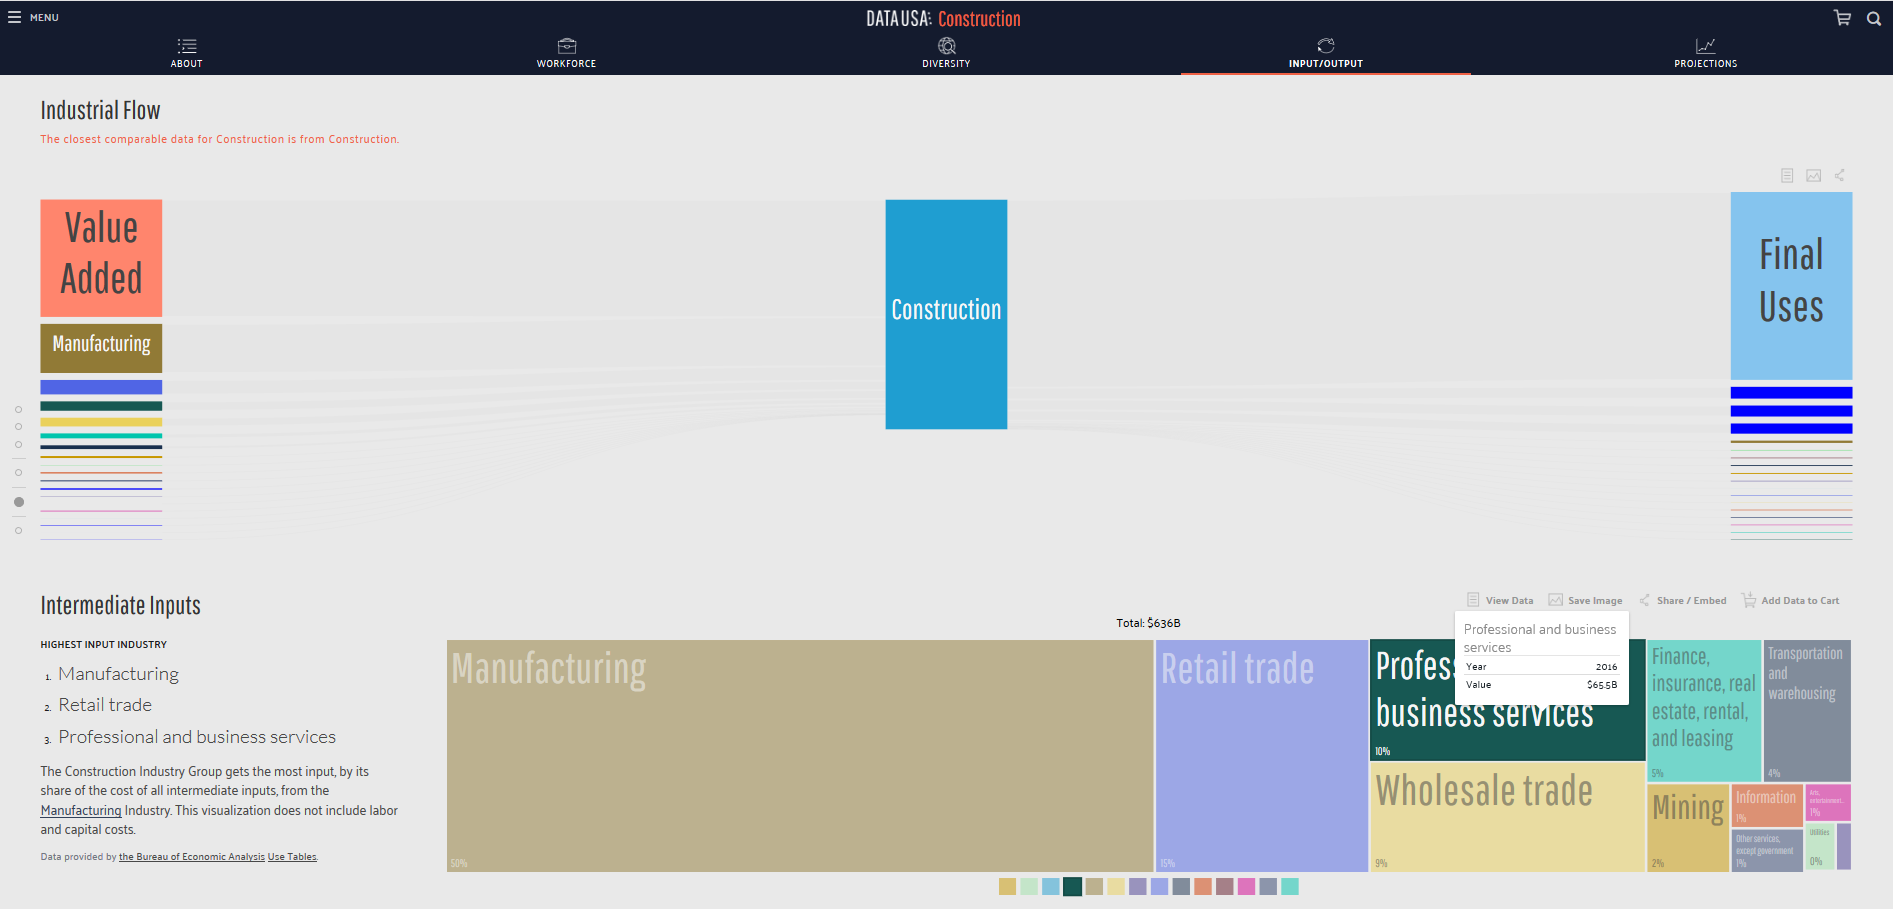 MENU
DATAUSA: Construction
ABOUT
WORKFORCE
DIVERSITY
INPUT/OUTPUT
PROJECTIONS
Industrial Flow
The closest comparable data for Construction is from Construction.
Value
Added
Manufacturing
Construction
Final
Uses
Intermediate Inputs
HIGHEST INPUT INDUSTRY
1. Manufacturing
2. Retail trade
3. Professional and business services
The Construction Industry Group gets the most input, by its
share of the cost of all intermediate inputs, from the
Manufacturing Industry. This visualization does not include labor
and capital costs.
Data provided by the Bureau of Economic Analysis Use Tables.
View Data
Save Image
Share / Embed
Add Data to Cart
Total: $636B
Professional and business
services
Year 2016
Value $65.5B
Manufacturing
50%
Retail trade
15%
Profes
business services
10%
Wholesale trade
9%
Finance,
insurance, real
estate, rental,
and leasing
5%
Transportation
and
warehousing
4%
Mining
2%
Information
1%
Other services,
except government
1%
Arts,
entertainment...
1%
Utilities
0%